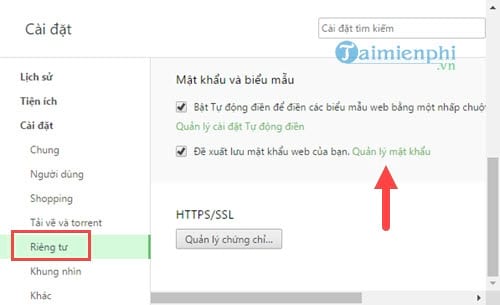 Cài đặt
Cài đặt tìm kiếm
Taimienphi
.vn
Lịch sử
Tiện ích
Cài đặt
Chung
Người dùng
Shopping
Tải về và torrent
Riêng tư
Khung nhìn
Khác
Mật khẩu và biểu mẫu
Bật Tự động điền để điền các biểu mẫu web bằng một nhấp chuột
Quản lý cài đặt Tự động điền
Đề xuất lưu mật khẩu web của bạn. Quản lý mật khẩu
HTTPS/SSL
Quản lý chứng chỉ...